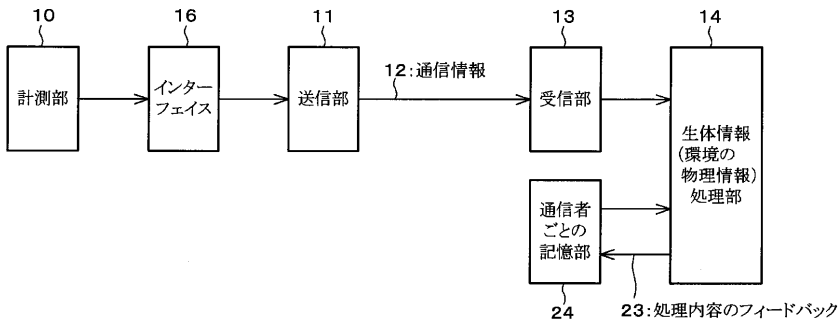 10
16
11
13
14
計測部
インター
フェイス
送信部
12:通信情報
受信部
生体情報
(環境の
物理情報)
処理部
通信者
ごとの
記憶部
24
23:処理内容のフィードバック